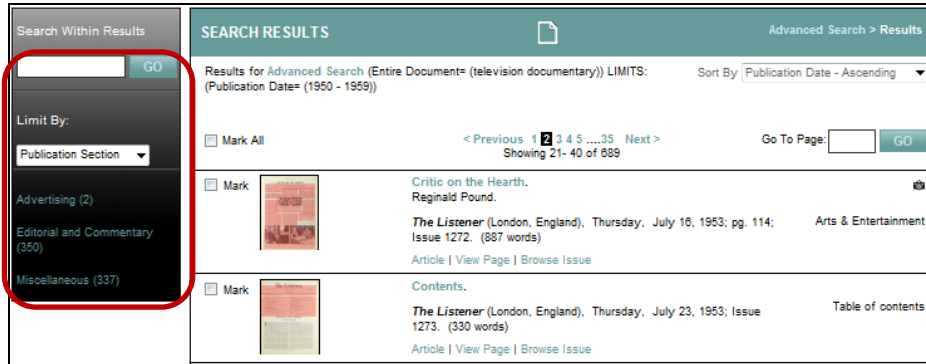 Search Within Results
GO
Limit By:
Publication Section
Advertising (2)
Editorial and Commentary
(350)
Miscellaneous (337)
SEARCH RESULTS
Advanced Search > Results
Results for Advanced Search (Entire Document= (television documentary)) LIMITS:
(Publication Date= (1950 - 1959))
Sort By Publication Date - Ascending
Mark All
< Previous 1 2 3 4 5 ....35 Next >
Showing 21- 40 of 689
Go To Page: GO
Mark
Critic on the Hearth.
Reginald Pound.
The Listener (London, England), Thursday, July 16, 1953; pg. 114;
Issue 1272. (887 words)
Arts & Entertainment
Article | View Page | Browse Issue
Mark
Contents.
The Listener (London, England), Thursday, July 23, 1953; Issue
1273. (330 words)
Table of contents
Article | View Page | Browse Issue